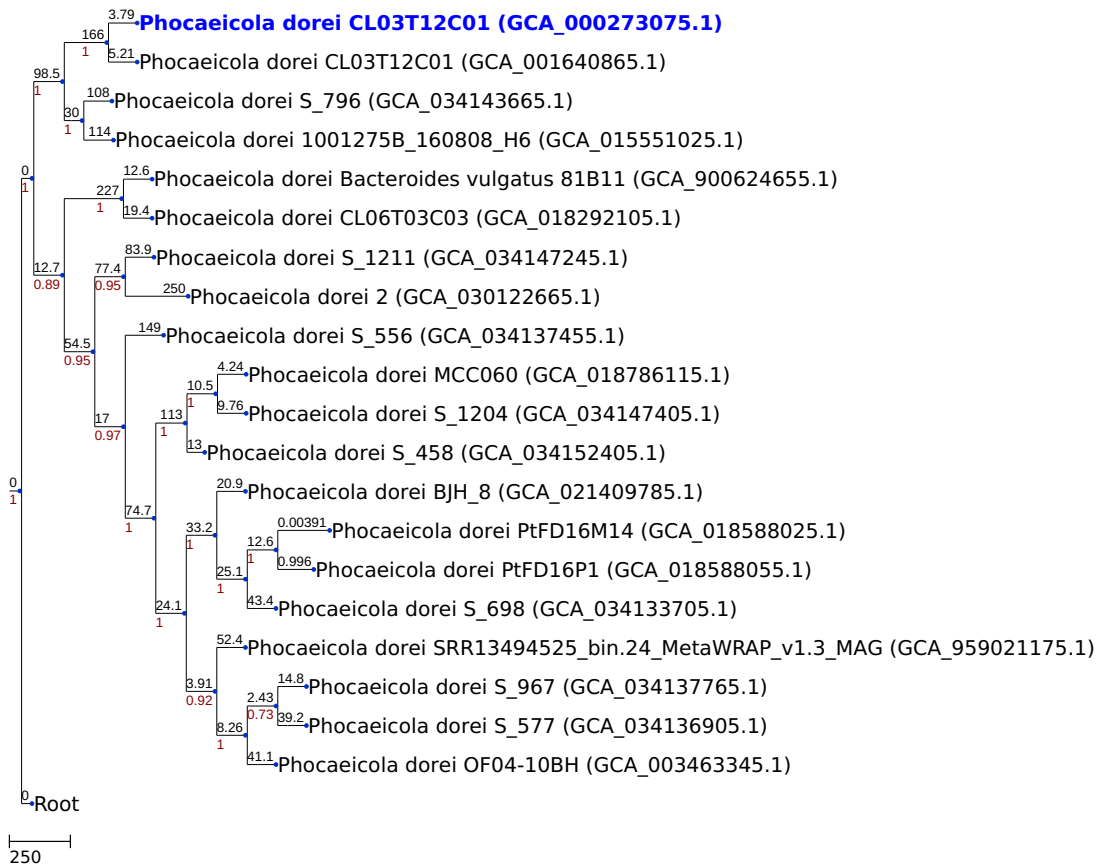 3.79
Phocaeicola dorei CL03T12C01 (GCA_000273075.1)
166
1
5.21
Phocaeicola dorei CL03T12C01 (GCA_001640865.1)
98.5
1
108
Phocaeicola dorei S_796 (GCA_034143665.1)
30
1
114
Phocaeicola dorei 1001275B_160808_H6 (GCA_015551025.1)
0
1
12.6
Phocaeicola dorei Bacteroides vulgatus 81B11 (GCA_900624655.1)
227
1
19.4
Phocaeicola dorei CL06T03C03 (GCA_018292105.1)
12.7
0.89
83.9
Phocaeicola dorei S_1211 (GCA_034147245.1)
77.4
0.95
250
Phocaeicola dorei 2 (GCA_030122665.1)
54.5
0.95
149
Phocaeicola dorei S_556 (GCA_034137455.1)
17
0.97
4.24
Phocaeicola dorei MCC060 (GCA_018786115.1)
10.5
1
9.76
Phocaeicola dorei S_1204 (GCA_034147405.1)
113
1
13
Phocaeicola dorei S_458 (GCA_034152405.1)
0
1
74.7
1
20.9
Phocaeicola dorei BJH_8 (GCA_021409785.1)
33.2
1
0.00391
Phocaeicola dorei PtFD16M14 (GCA_018588025.1)
12.6
1
0.996
Phocaeicola dorei PtFD16P1 (GCA_018588055.1)
25.1
1
43.4
Phocaeicola dorei S_698 (GCA_034133705.1)
24.1
1
52.4
Phocaeicola dorei SRR13494525_bin.24_MetaWRAP_v1.3_MAG (GCA_959021175.1)
3.91
0.92
14.8
Phocaeicola dorei S_967 (GCA_034137765.1)
2.43
0.73
39.2
Phocaeicola dorei S_577 (GCA_034136905.1)
8.26
1
41.1
Phocaeicola dorei OF04-10BH (GCA_003463345.1)
0
Root
250